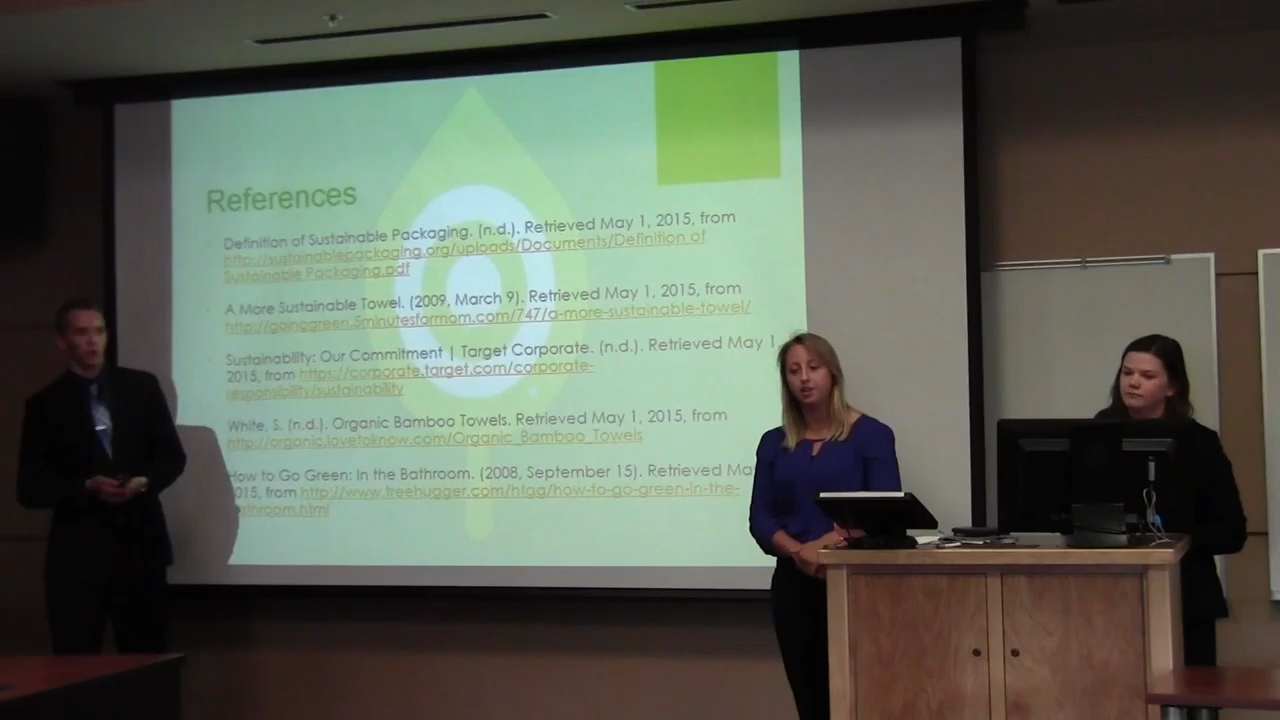 References
Definition of Sustainable Packaging. (n.d.). Retrieved May 1, 2015, from
http://sustainablepackaging.org/uploads/Documents/Definition of
Sustainable Packaging.pdf
A More Sustainable Towel. (2009, March 9). Retrieved May 1, 2015, from
http://goinggreen.5minutesformom.com/747/a-more-sustainable-towel/
Sustainability: Our Commitment | Target Corporate. (n.d.). Retrieved May 1
2015, from https://corporate.target.com/corporate-
responsibility/sustainability
White, S. (n.d.). Organic Bamboo Towels. Retrieved May 1, 2015, from
http://organic.lovetoknow.com/Organic_Bamboo_Towels
How to Go Green: In the Bathroom. (2008, September 15). Retrieved Ma
015, from http://www.treehugger.com/htgg/how-to-go-green-in-the-
athroom.html